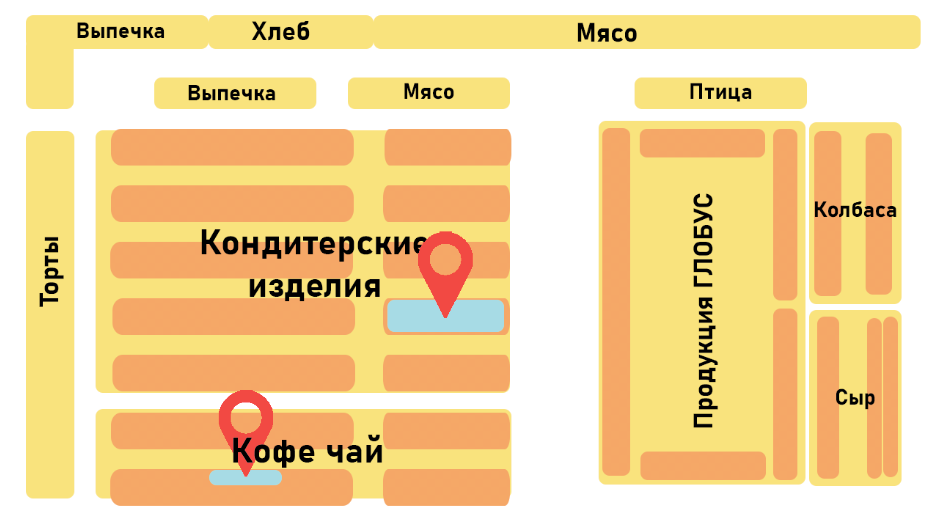 Выпечка
Хлеб
Мясо
Выпечка
Мясо
Птица
Торты
Кондитерские
изделия
Продукция ГЛОБУС
Колбаса
Сыр
Кофе чай